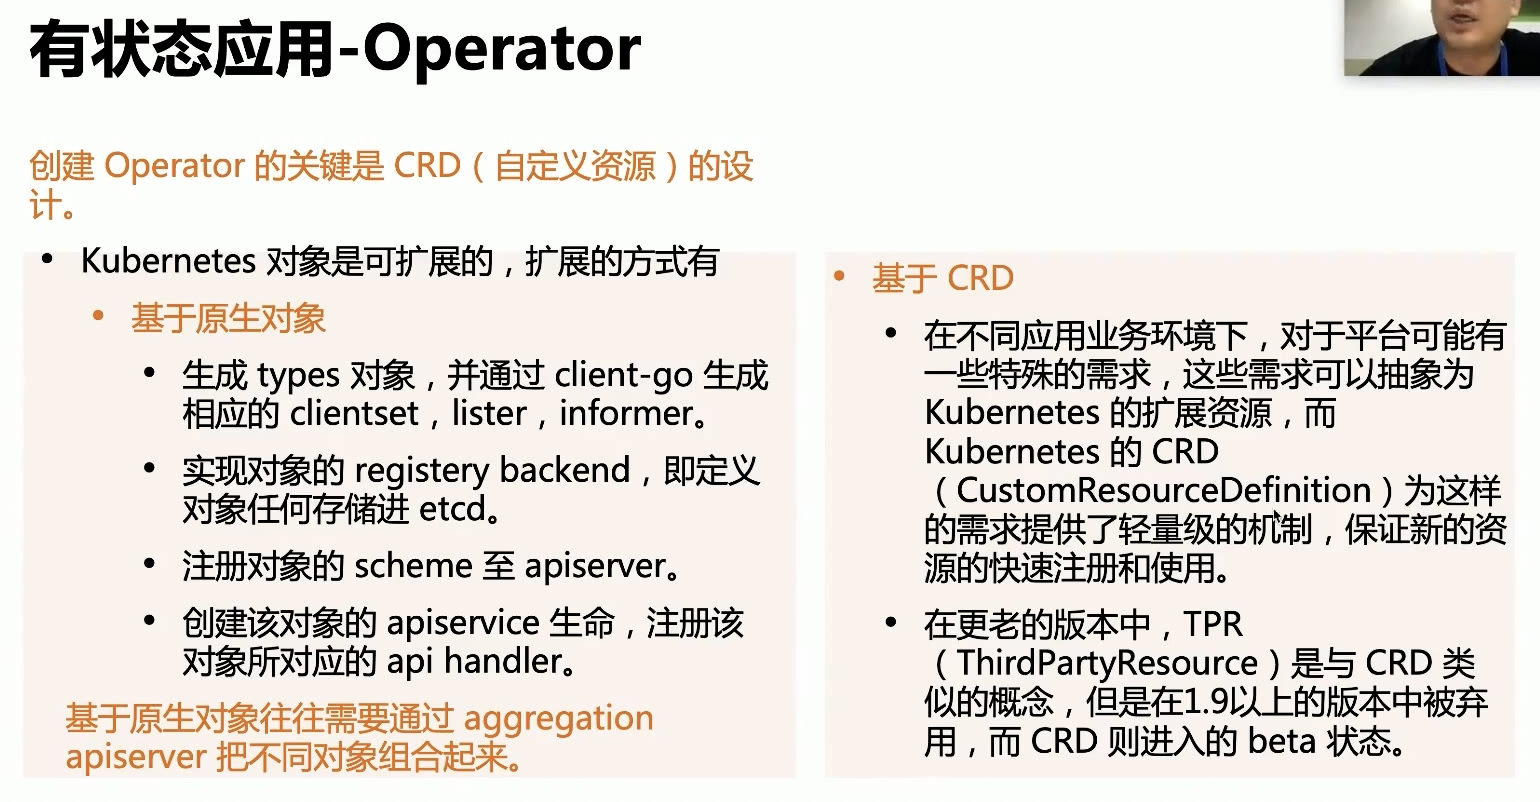 有状态应用-Operator
创建 Operator 的关键是 CRD（自定义资源）的设
计。
• Kubernetes 对象是可扩展的，扩展的方式有
• 基于原生对象
• 生成 types 对象，并通过 client-go 生成
相应的 clientset，lister，informer。
• 实现对象的 registery backend，即定义
对象任何存储进 etcd。
• 注册对象的 scheme 至 apiserver。
• 创建该对象的 apiservice 生命，注册该
对象所对应的 api handler。
基于原生对象往往需要通过 aggregation
apiserver 把不同对象组合起来。
• 基于 CRD
• 在不同应用业务环境下，对于平台可能有
一些特殊的需求，这些需求可以抽象为
Kubernetes 的扩展资源，而
Kubernetes 的 CRD
（CustomResourceDefinition）为这样
的需求提供了轻量级的机制，保证新的资
源的快速注册和使用。
• 在更老的版本中，TPR
（ThirdPartyResource）是与 CRD 类
似的概念，但是在1.9以上的版本中被弃
用，而 CRD 则进入的 beta 状态。